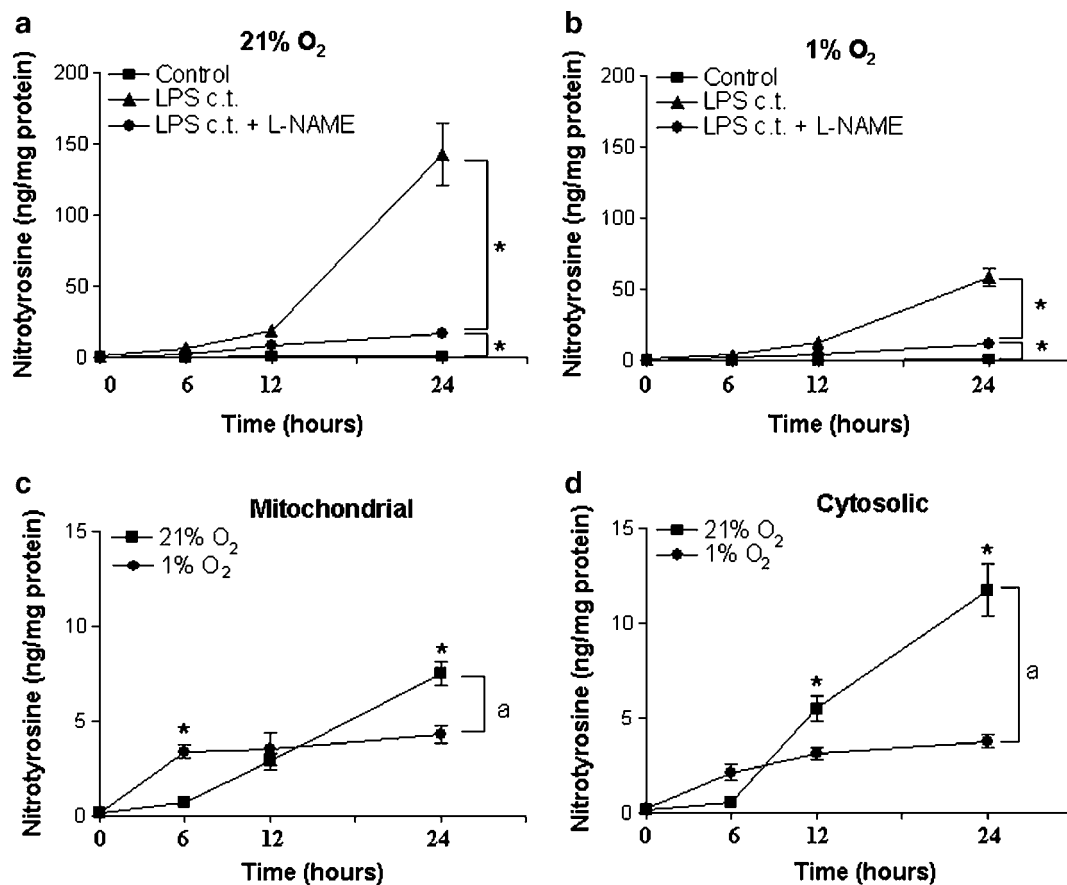 a
21% O₂
Nitrotyrosine (ng/mg protein)
200
150
100
50
0
Control
LPS c.t.
LPS c.t. + L-NAME
*
*
0 6 12 24
Time (hours)
b
1% O₂
Nitrotyrosine (ng/mg protein)
200
150
100
50
0
Control
LPS c.t.
LPS c.t. + L-NAME
*
*
0 6 12 24
Time (hours)
c
Mitochondrial
Nitrotyrosine (ng/mg protein)
15
10
5
0
21% O₂
1% O₂
*
*
a
0 6 12 24
Time (hours)
d
Cytosolic
Nitrotyrosine (ng/mg protein)
15
10
5
0
21% O₂
1% O₂
*
*
a
0 6 12 24
Time (hours)